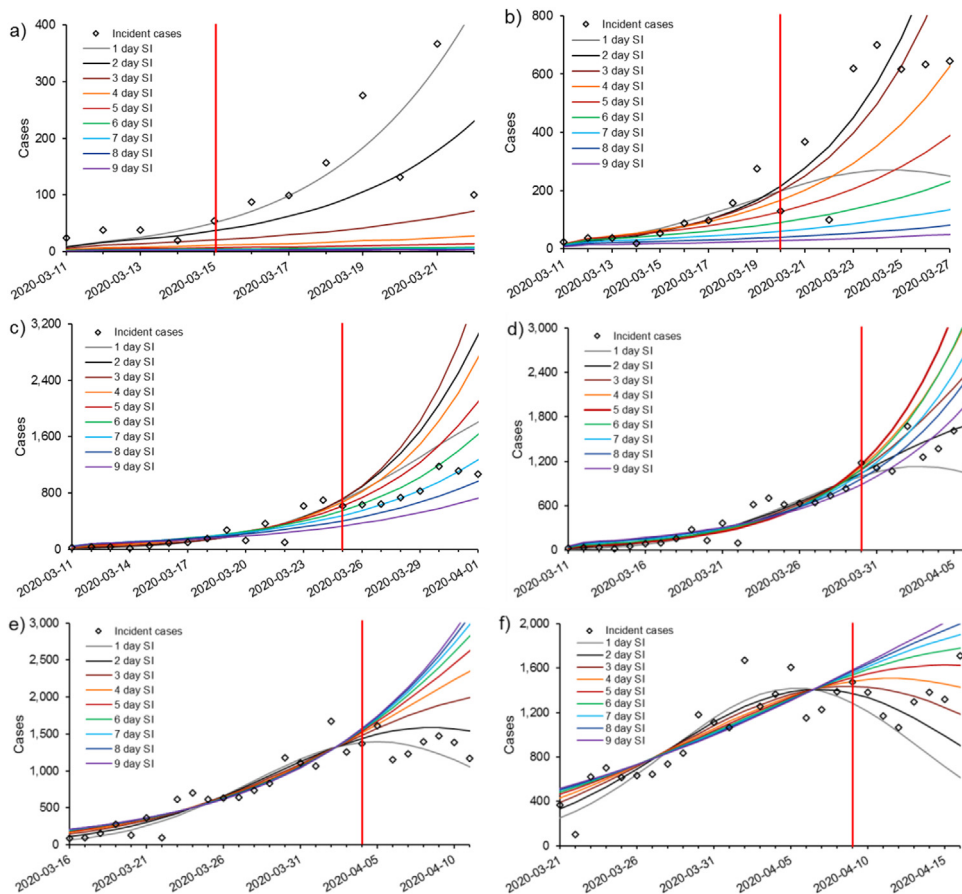 a)
400
300
200
100
0
Cases
Incident cases
1 day SI
2 day SI
3 day SI
4 day SI
5 day SI
6 day SI
7 day SI
8 day SI
9 day SI
2020-03-11
2020-03-13
2020-03-15
2020-03-17
2020-03-19
2020-03-21
b)
800
600
400
200
0
Cases
Incident cases
1 day SI
2 day SI
3 day SI
4 day SI
5 day SI
6 day SI
7 day SI
8 day SI
9 day SI
2020-03-11
2020-03-13
2020-03-15
2020-03-17
2020-03-19
2020-03-21
2020-03-23
2020-03-25
2020-03-27
c)
3,200
2,400
1,600
800
0
Cases
Incident cases
1 day SI
2 day SI
3 day SI
4 day SI
5 day SI
6 day SI
7 day SI
8 day SI
9 day SI
2020-03-11
2020-03-14
2020-03-17
2020-03-20
2020-03-23
2020-03-26
2020-03-29
2020-04-01
d)
3,000
2,400
1,800
1,200
600
0
Cases
Incident cases
1 day SI
2 day SI
3 day SI
4 day SI
5 day SI
6 day SI
7 day SI
8 day SI
9 day SI
2020-03-11
2020-03-16
2020-03-21
2020-03-26
2020-03-31
2020-04-05
e)
3,000
2,500
2,000
1,500
1,000
500
0
Cases
Incident cases
1 day SI
2 day SI
3 day SI
4 day SI
5 day SI
6 day SI
7 day SI
8 day SI
9 day SI
2020-03-16
2020-03-21
2020-03-26
2020-03-31
2020-04-05
2020-04-10
f)
2,000
1,600
1,200
800
400
0
Cases
Incident cases
1 day SI
2 day SI
3 day SI
4 day SI
5 day SI
6 day SI
7 day SI
8 day SI
9 day SI
2020-03-21
2020-03-26
2020-03-31
2020-04-05
2020-04-10
2020-04-15